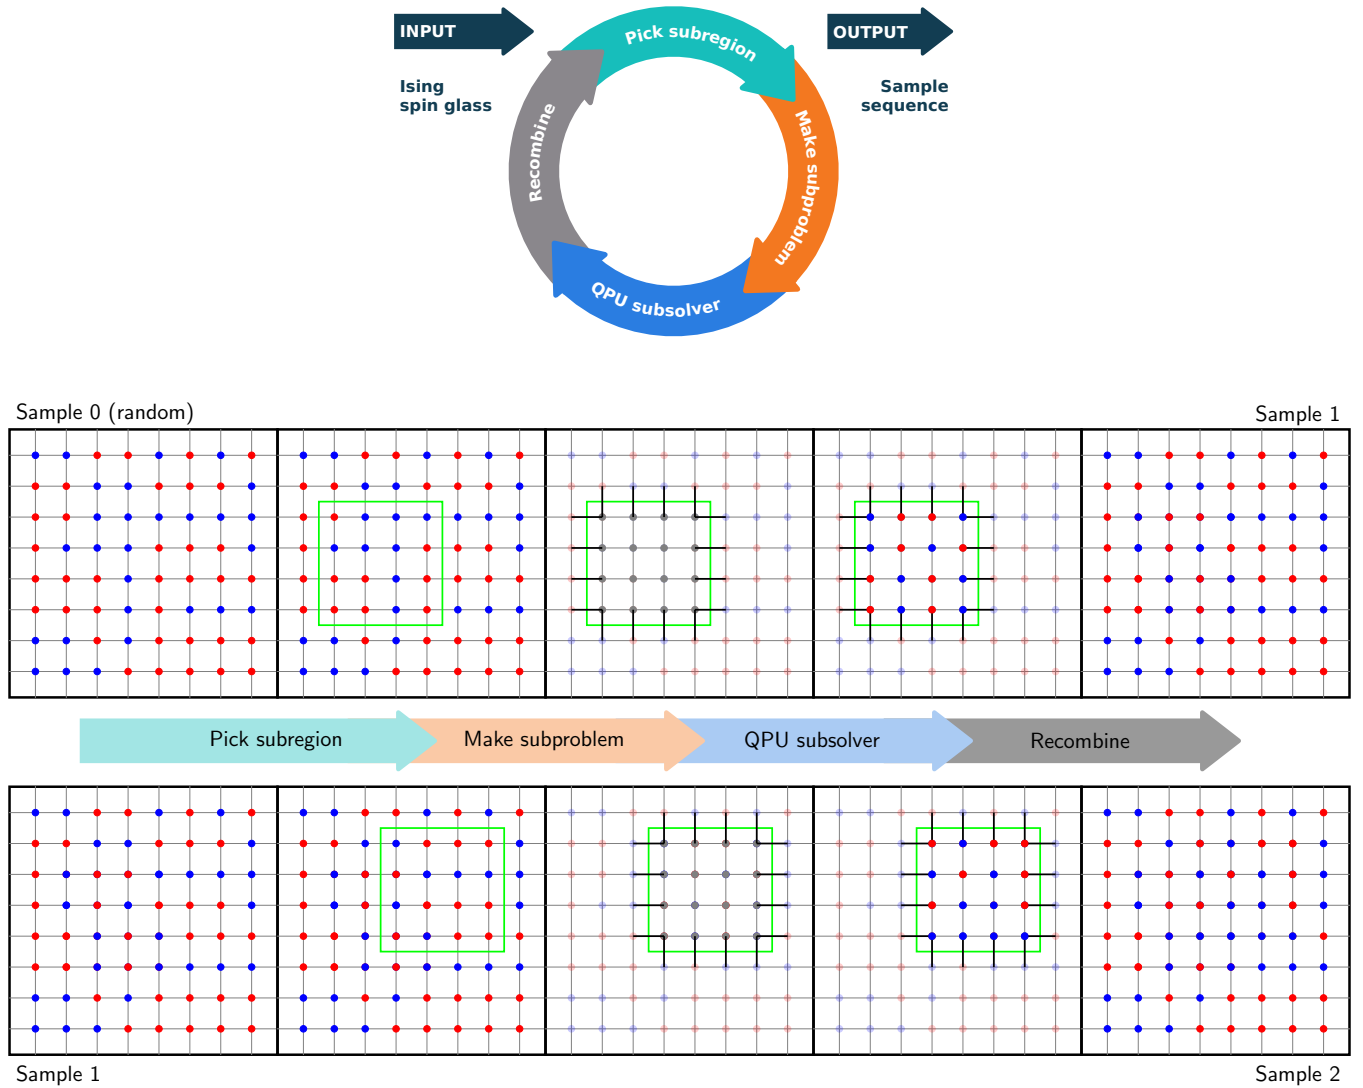 INPUT
Ising
spin glass
Pick subregion
OUTPUT
Sample
sequence
Make subproblem
QPU subsolver
Recombine
Sample 0 (random)
Sample 1
Pick subregion
Make subproblem
QPU subsolver
Recombine
Sample 1
Sample 2